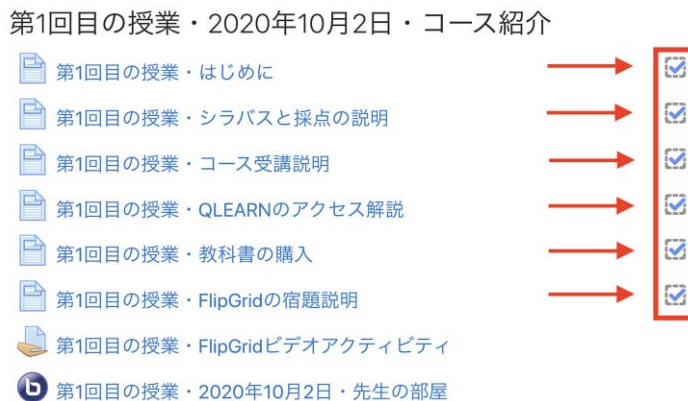 第1回目の授業・2020年10月2日・コース紹介
第1回目の授業・はじめに
第1回目の授業・シラバスと採点の説明
第1回目の授業・コース受講説明
第1回目の授業・QLEARNのアクセス解説
第1回目の授業・教科書の購入
第1回目の授業・FlipGridの宿題説明
第1回目の授業・FlipGridビデオアクティビティ
b 第1回目の授業・2020年10月2日・先生の部屋